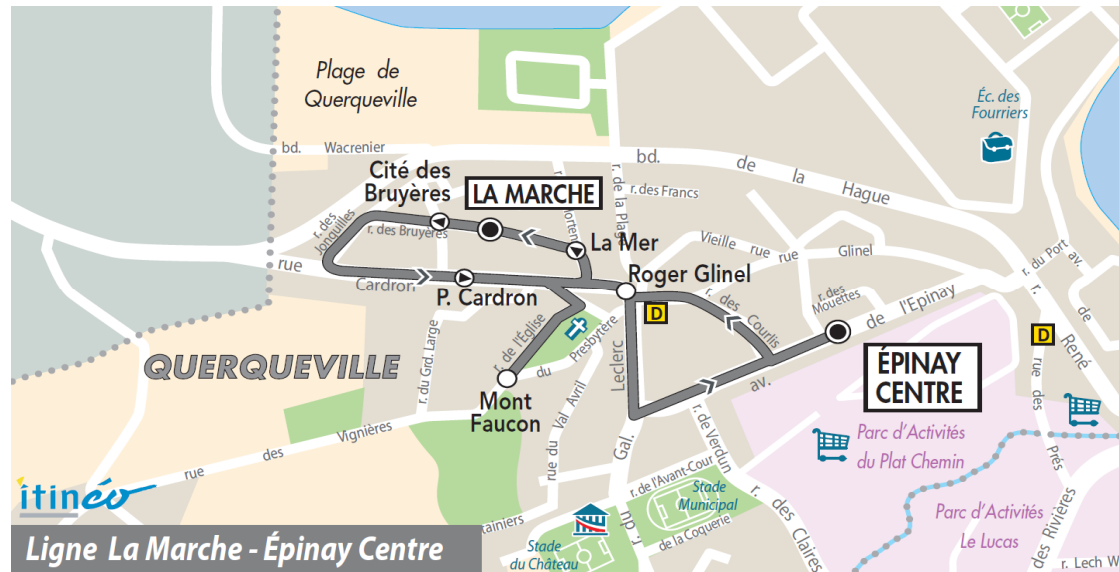 Plage de
Querqueville
Éc. des
Fourriers
bd. Wacrenier
bd. de la Hague
Cité des
Bruyères
LA MARCHE
r. de la Plage
r. des Francs
r. des Jonquilles
r. des Bruyères
La Mer
Vieille rue
rue Glinel
r. du Port
av. de
rue
Cardron
P. Cardron
Roger Glinel
D
r. des Courlis
r. des
Mouettes
av. de l'Epinay
r. René
D
QUERQUEVILLE
r. du Grd. Large
r. de l'Église
r. du Presbytère
Leclerc
ÉPINAY
CENTRE
Mont
Faucon
rue des Vignières
rue du Val Avril
r. du Gal.
r. de Verdun
rue des Prés
Parc d'Activités
du Plat Chemin
r. de l'Avant-Cour
Stade
Municipal
r. des Claires
Parc d'Activités
Le Lucas
des Rivières
itinéo
tainiers
de la Coquerie
Stade
du Château
r. Lech W
Ligne La Marche - Épinay Centre